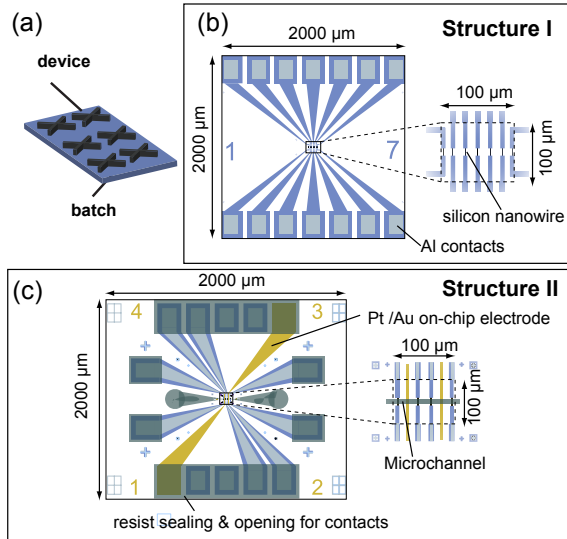 (a)
device
batch
(b)
Structure I
2000 µm
2000 µm
1
7
100 µm
100 µm
silicon nanowire
Al contacts
(c)
Structure II
2000 µm
2000 µm
4
3
1
2
Pt /Au on-chip electrode
100 µm
100 µm
Microchannel
resist sealing & opening for contacts